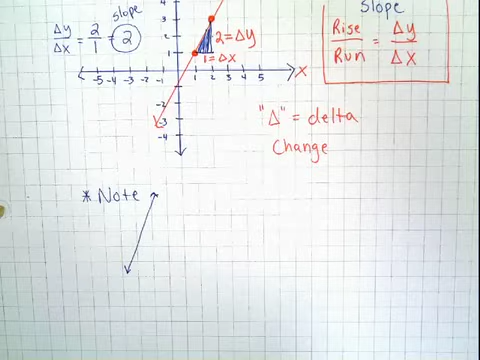 slope
ΔY/ΔX = 2/1 = 2
4
3
2
1
2 = ΔY
1 = ΔX
-5 -4 -3 -2 -1 1 2 3 4 5 X
-2
-3
-4
Slope
Rise/Run = ΔY/ΔX
"Δ" = delta
Change
* Note